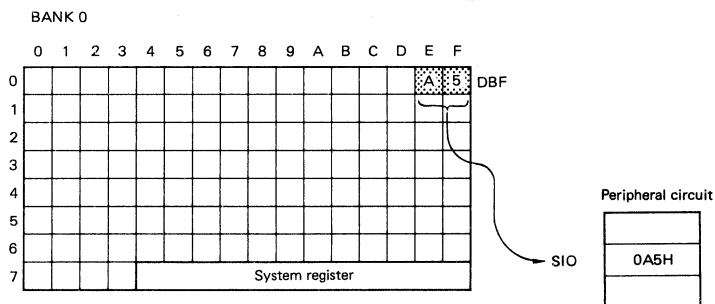 BANK 0
0 1 2 3 4 5 6 7 8 9 A B C D E F
0 A 5 DBF
1
2
3
4
5
Peripheral circuit
6
SIO 0A5H
7 System register